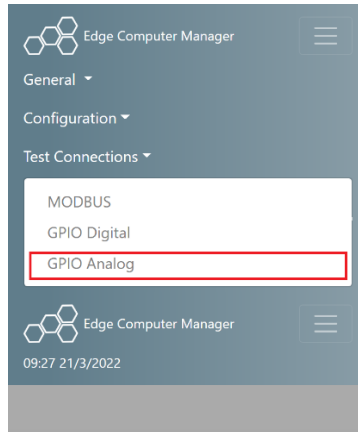 Edge Computer Manager
General
Configuration
Test Connections
MODBUS
GPIO Digital
GPIO Analog
Edge Computer Manager
09:27 21/3/2022